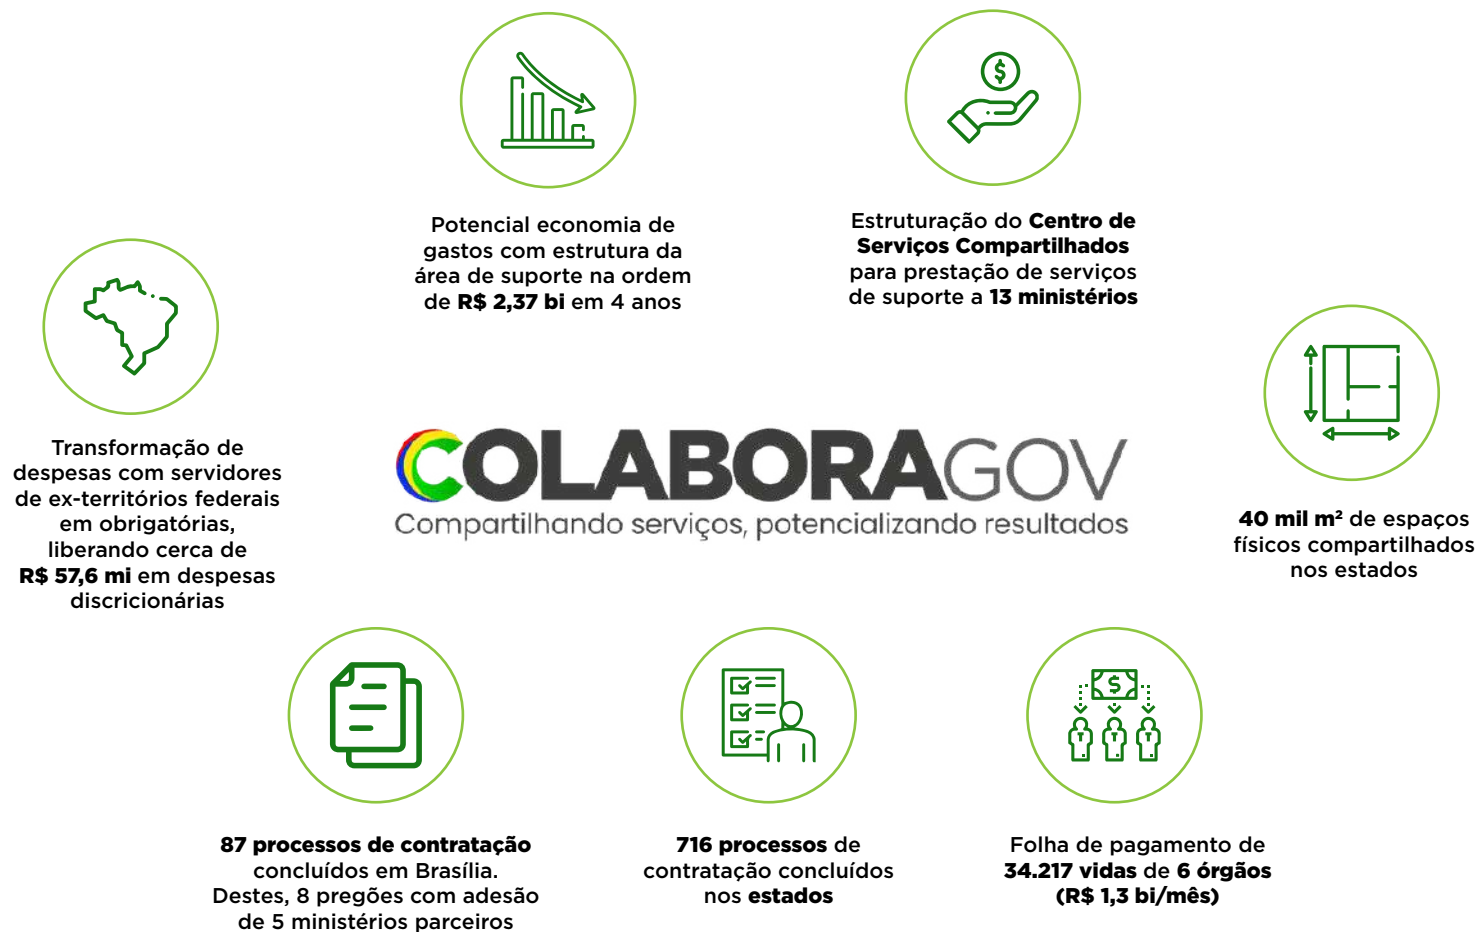 Potencial economia de
gastos com estrutura da
área de suporte na ordem
de R$ 2,37 bi em 4 anos
Estruturação do Centro de
Serviços Compartilhados
para prestação de serviços
de suporte a 13 ministérios
Transformação de
despesas com servidores
de ex-territórios federais
em obrigatórias,
liberando cerca de
R$ 57,6 mi em despesas
discricionárias
COLABORAGOV
Compartilhando serviços, potencializando resultados
40 mil m² de espaços
físicos compartilhados
nos estados
87 processos de contratação
concluídos em Brasília.
Destes, 8 pregões com adesão
de 5 ministérios parceiros
716 processos de
contratação concluídos
nos estados
Folha de pagamento de
34.217 vidas de 6 órgãos
(R$ 1,3 bi/mês)